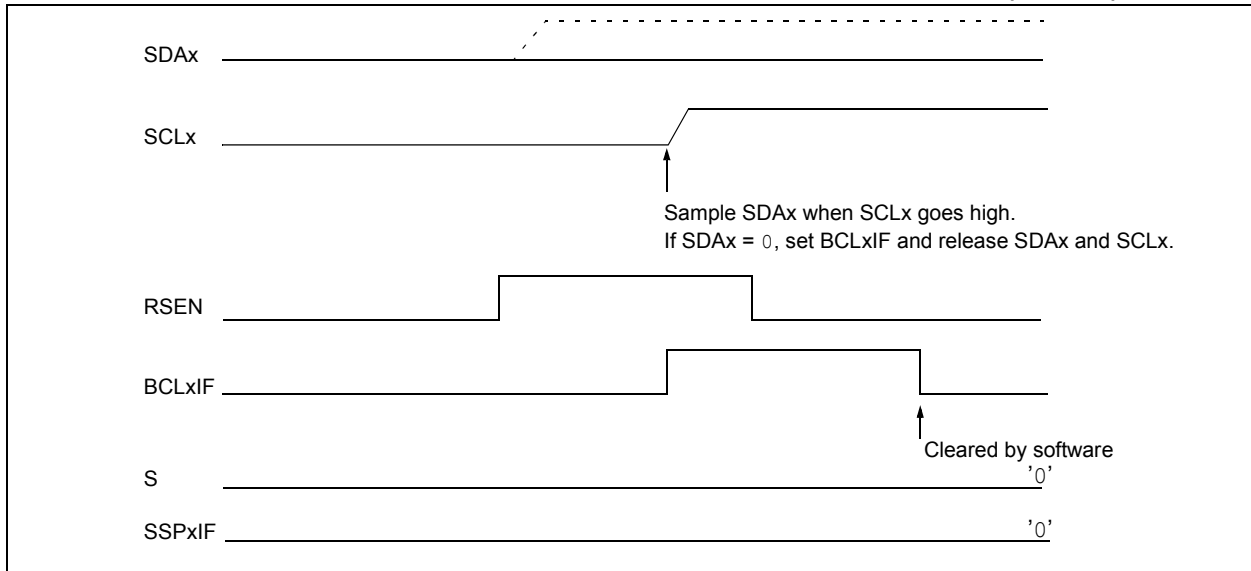 SDAx
SCLx
Sample SDAx when SCLx goes high.
If SDAx = 0, set BCLxIF and release SDAx and SCLx.
RSEN
BCLxIF
Cleared by software
S
'0'
SSPxIF
'0'